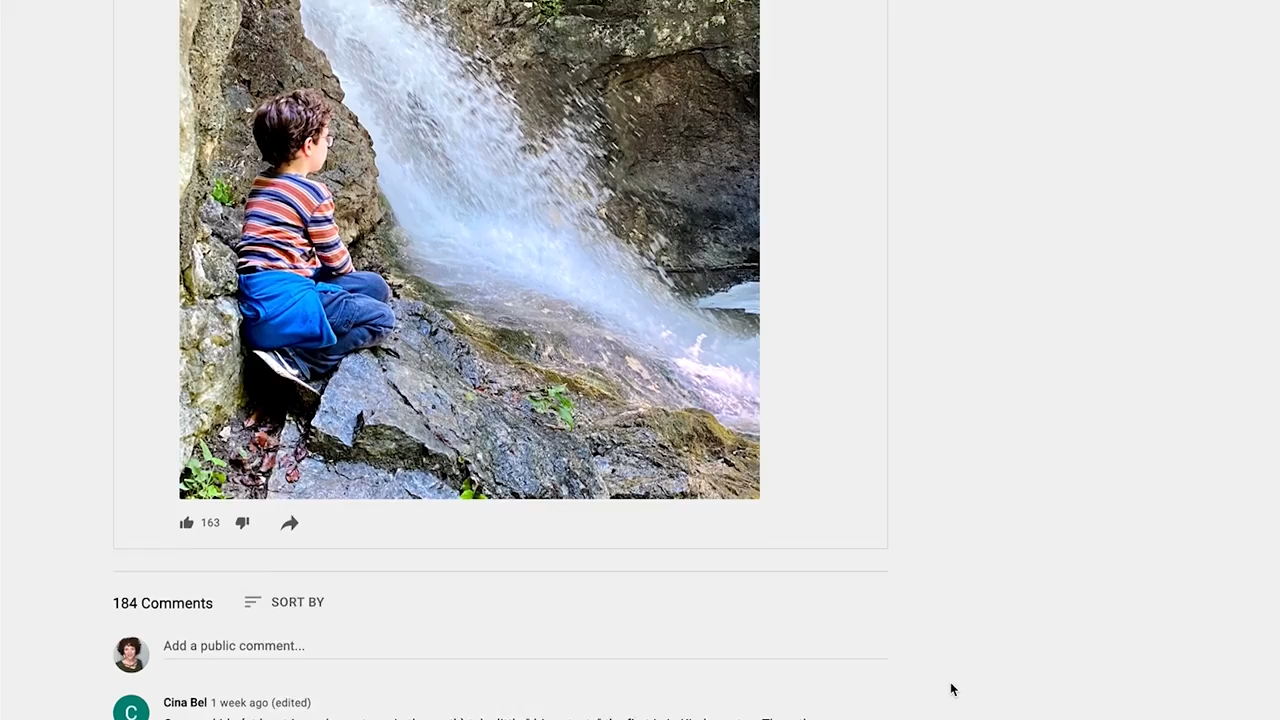 163
184 Comments SORT BY
Add a public comment...
Cina Bel 1 week ago (edited)
C